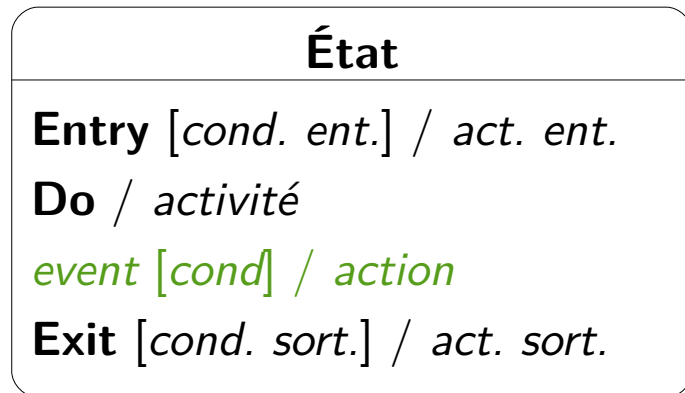 État
Entry [cond. ent.] / act. ent.
Do / activité
event [cond] / action
Exit [cond. sort.] / act. sort.